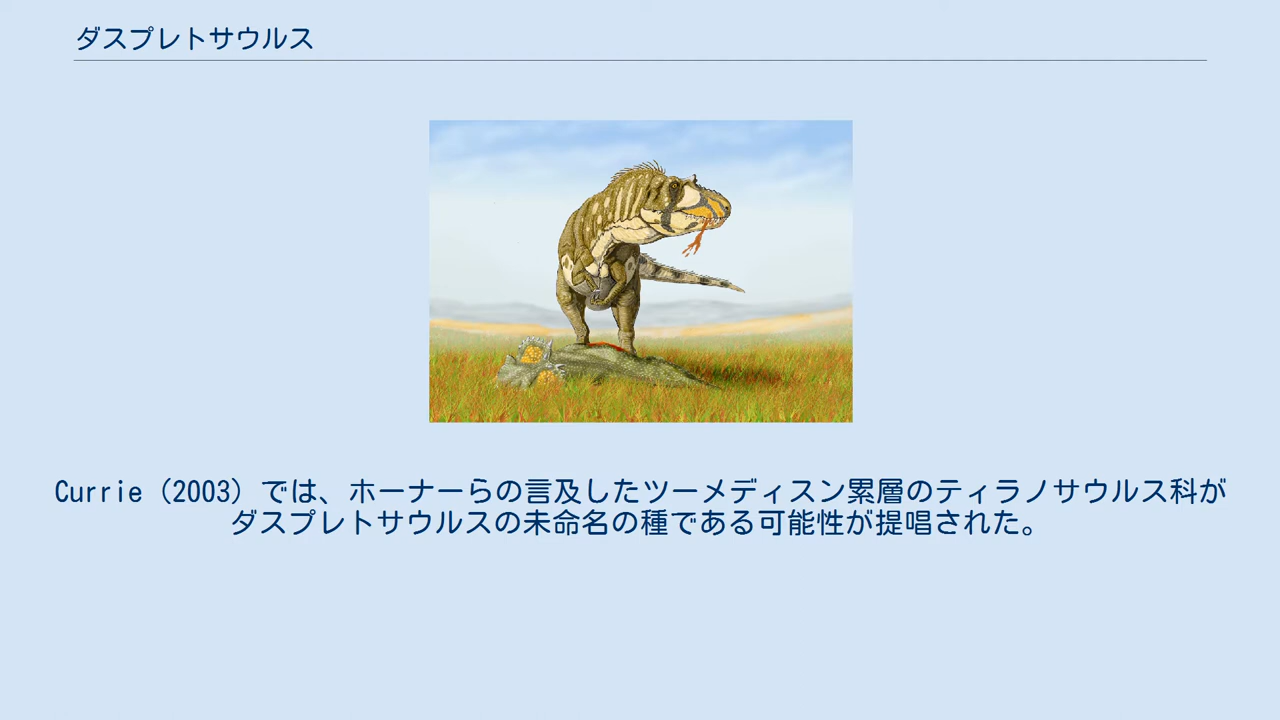 ダスプレトサウルス
Currie（2003）では、ホーナーらの言及したツーメディスン累層のティラノサウルス科が
ダスプレトサウルスの未命名の種である可能性が提唱された。